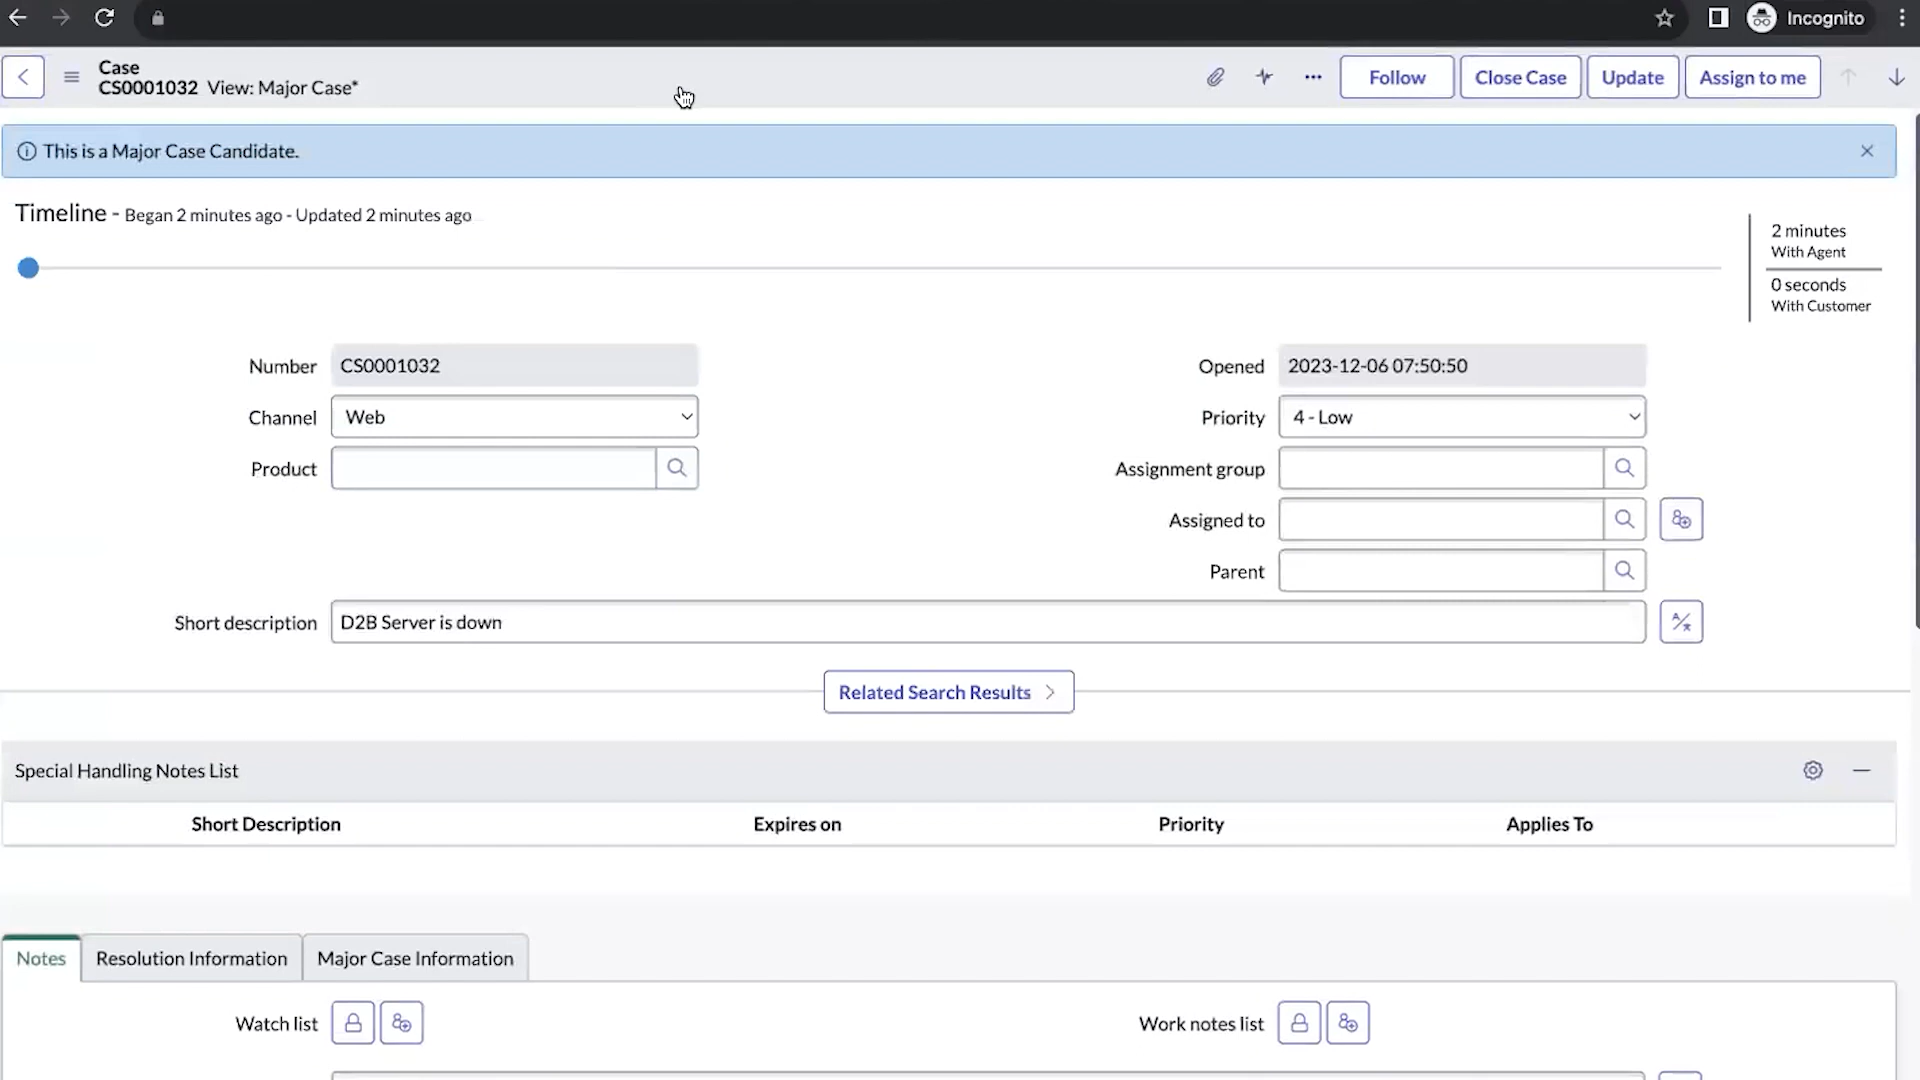 Incognito
Case
CS0001032 View: Major Case*
Follow
Close Case
Update
Assign to me
This is a Major Case Candidate.
Timeline - Began 2 minutes ago - Updated 2 minutes ago
2 minutes
With Agent
0 seconds
With Customer
Number CS0001032
Opened 2023-12-06 07:50:50
Channel Web
Priority 4 - Low
Product
Assignment group
Assigned to
Parent
Short description D2B Server is down
Related Search Results
Special Handling Notes List
Short Description Expires on Priority Applies To
Notes Resolution Information Major Case Information
Watch list
Work notes list